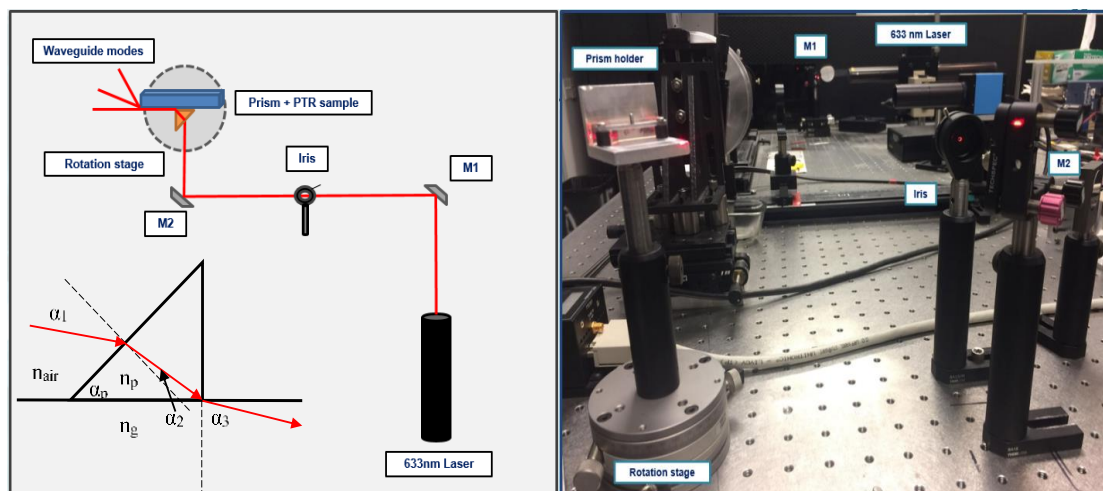 Waveguide modes
Prism + PTR sample
Rotation stage
Iris
M1
M2
α1
nair
αp
np
α2
α3
ng
633nm Laser
M1
633 nm Laser
Prism holder
M2
Iris
Rotation stage